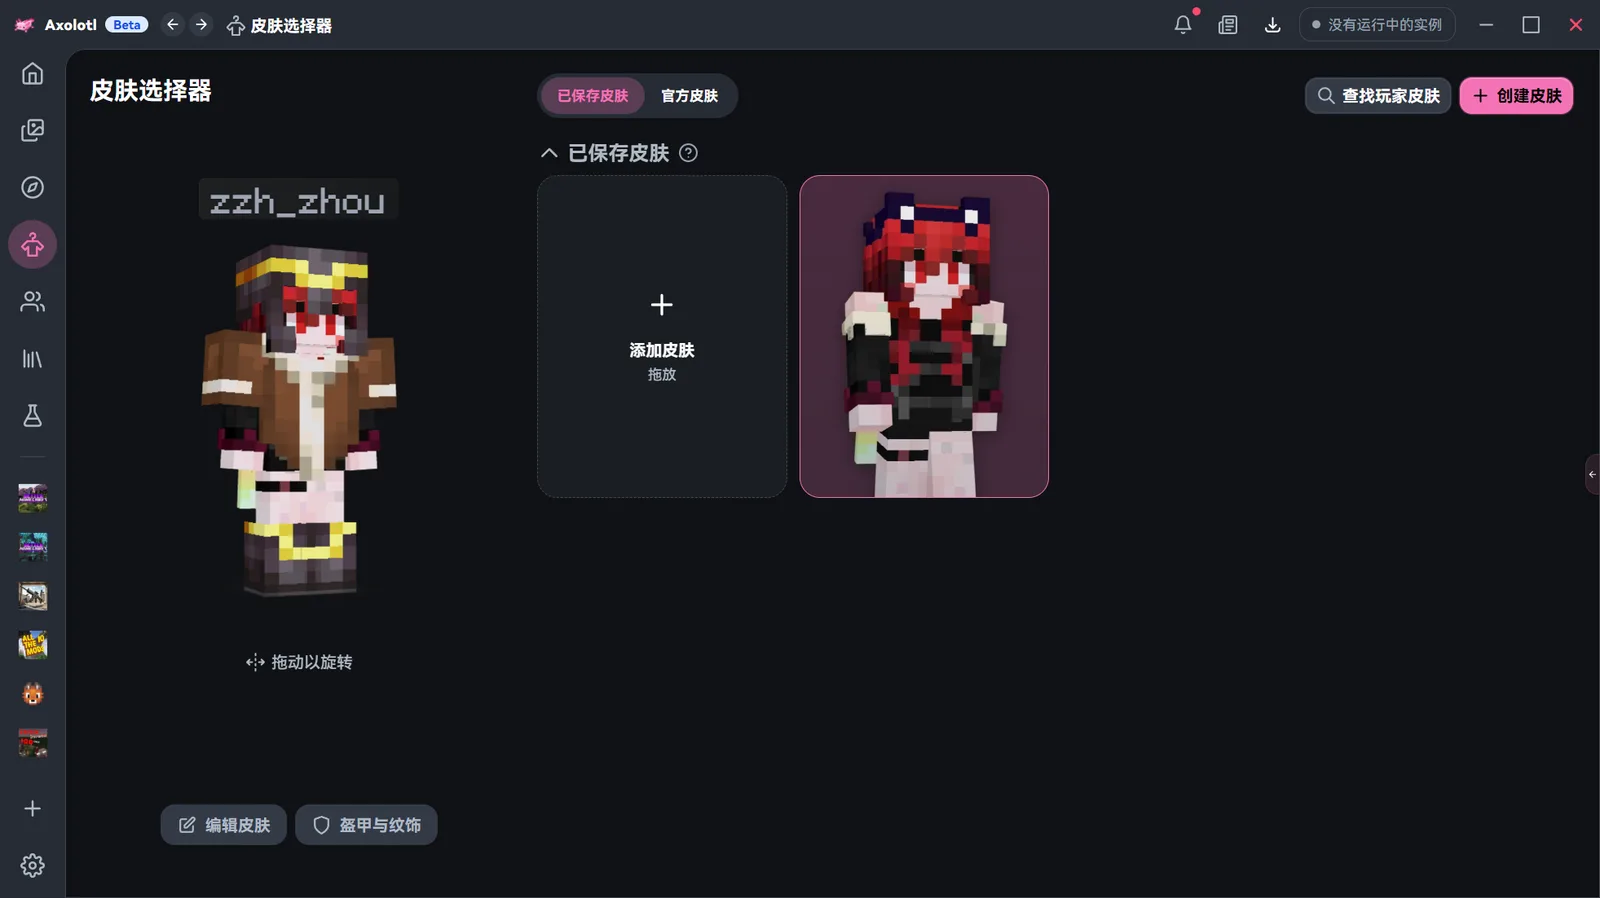 Axolotl Beta 皮肤选择器 没有运行中的实例
皮肤选择器
已保存皮肤 官方皮肤
查找玩家皮肤 创建皮肤
已保存皮肤
zzh_zhou
添加皮肤
拖放
拖动以旋转
编辑皮肤 盔甲与纹饰
ALL
THE
MODS